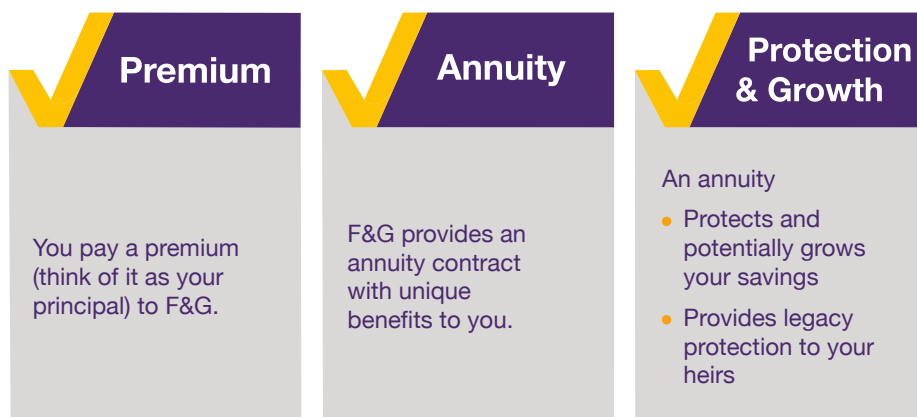 Premium
You pay a premium
(think of it as your
principal) to F&G.
Annuity
F&G provides an
annuity contract
with unique
benefits to you.
Protection
& Growth
An annuity
• Protects and
potentially grows
your savings
• Provides legacy
protection to your
heirs